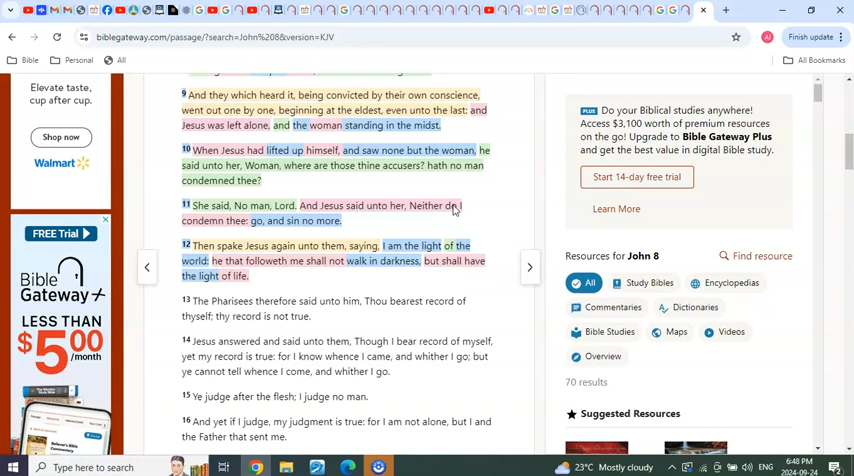 biblegateway.com/passage/?search=John%208&version=KJV
AI
Finish update
Bible
Personal
All
All Bookmarks
Elevate taste,
cup after cup.
Shop now
Walmart
FREE Trial
Bible
Gateway+
LESS THAN
$5.00
/month
9 And they which heard it, being convicted by their own conscience,
went out one by one, beginning at the eldest, even unto the last: and
Jesus was left alone, and the woman standing in the midst.
10 When Jesus had lifted up himself, and saw none but the woman, he
said unto her, Woman, where are those thine accusers? hath no man
condemned thee?
11 She said, No man, Lord. And Jesus said unto her, Neither do I
condemn thee: go, and sin no more.
12 Then spake Jesus again unto them, saying, I am the light of the
world: he that followeth me shall not walk in darkness, but shall have
the light of life.
13 The Pharisees therefore said unto him, Thou bearest record of
thyself; thy record is not true.
14 Jesus answered and said unto them, Though I bear record of myself,
yet my record is true: for I know whence I came, and whither I go; but
ye cannot tell whence I come, and whither I go.
15 Ye judge after the flesh; I judge no man.
16 And yet if I judge, my judgment is true: for I am not alone, but I and
the Father that sent me.
PLUS Do your Biblical studies anywhere!
Access $3,100 worth of premium resources
on the go! Upgrade to Bible Gateway Plus
and get the best value in digital Bible study.
Start 14-day free trial
Learn More
Resources for John 8
Find resource
All
Study Bibles
Encyclopedias
Commentaries
Dictionaries
Bible Studies
Maps
Videos
Overview
70 results
Suggested Resources
Type here to search
23°C Mostly cloudy
ENG
6:48 PM
2024-09-24